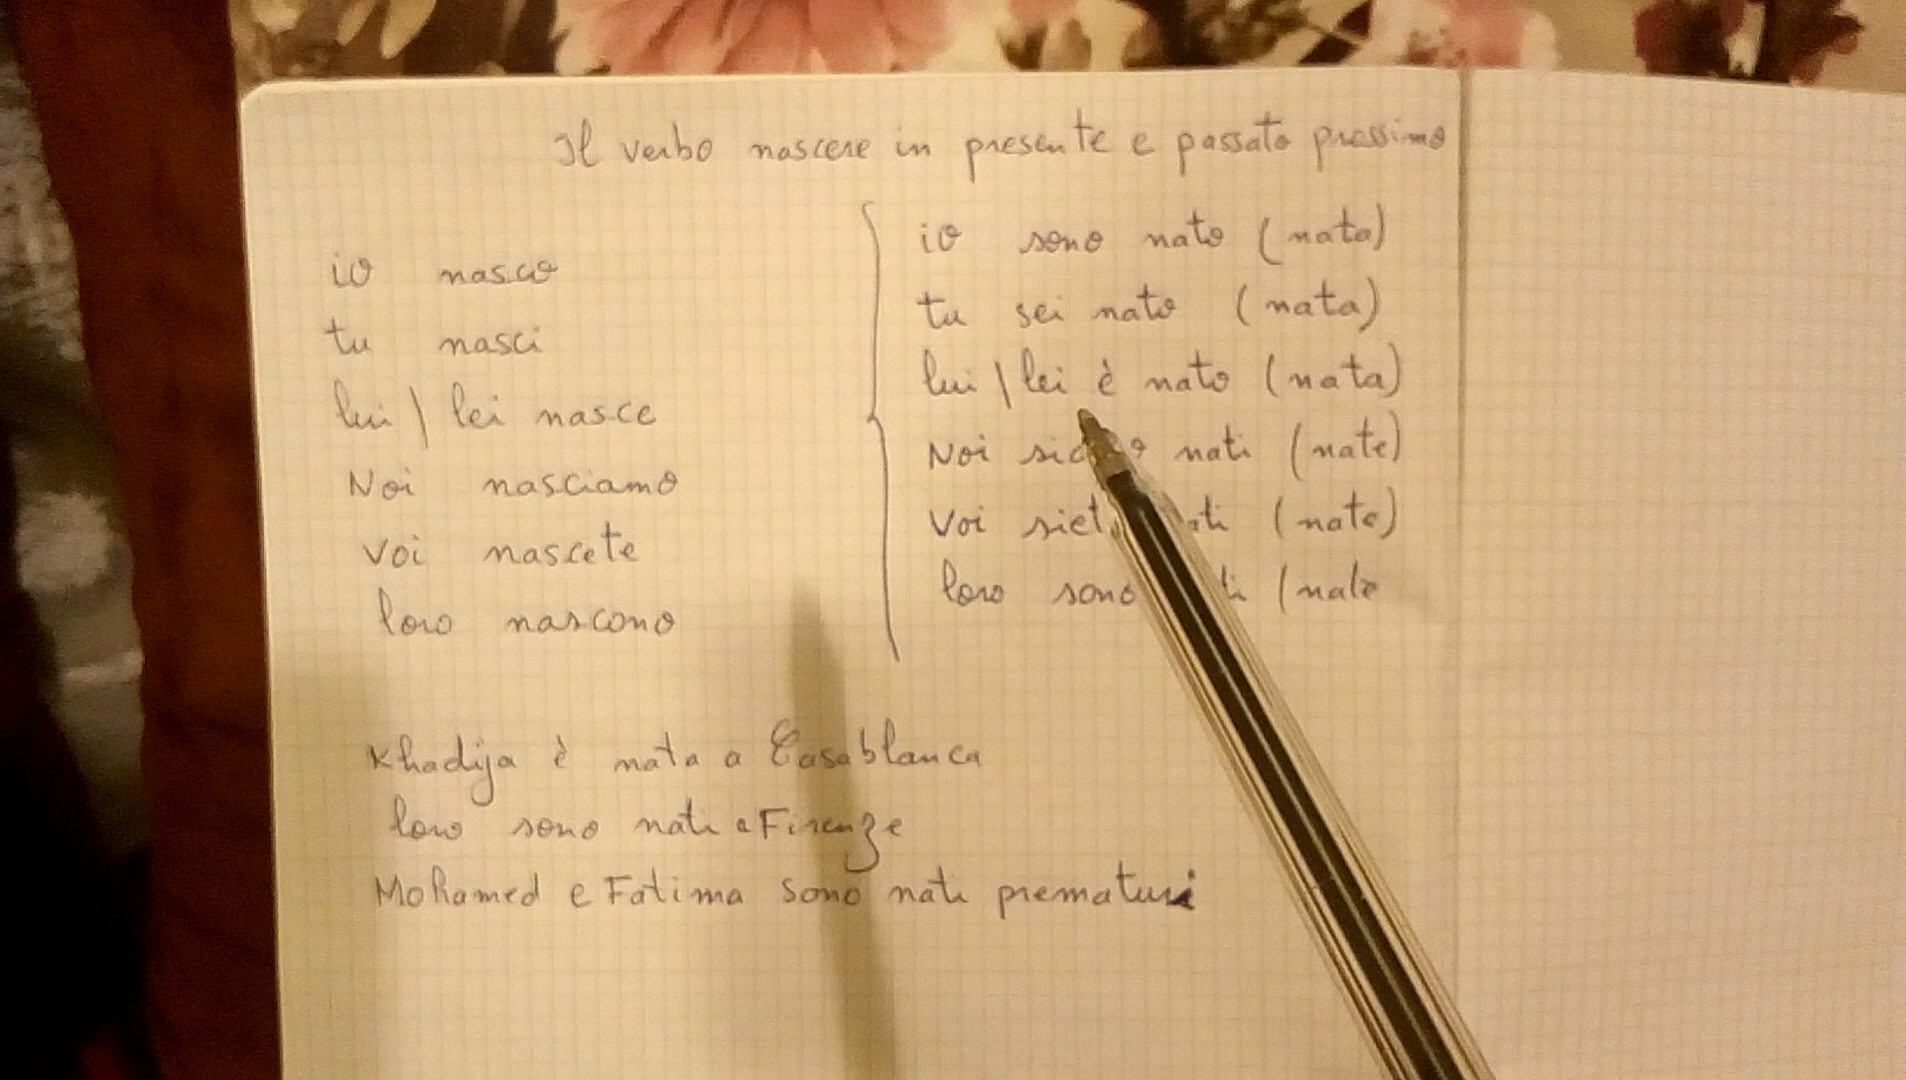 Il verbo nascere in presente e passato prossimo
io nasco
tu nasci
lui / lei nasce
Noi nasciamo
voi nascete
loro nascono
io sono nato (nata)
tu sei nato (nata)
lui / lei è nato (nata)
Noi nati (nate)
Voi (nate)
loro sono (nate
Khadija è nata a Casablanca
loro sono nati a Firenze
Mohamed e Fatima sono nati prematuri